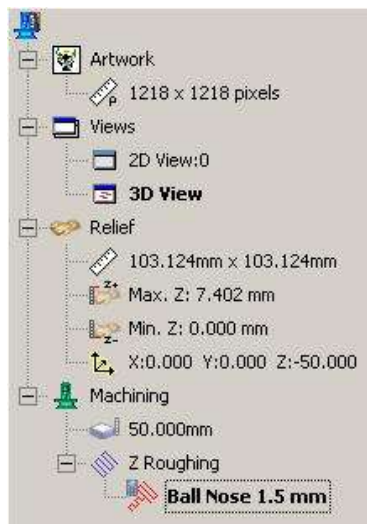 Artwork
1218 x 1218 pixels
Views
2D View:0
3D View
Relief
103.124mm x 103.124mm
Max. Z: 7.402 mm
Min. Z: 0.000 mm
X:0.000 Y:0.000 Z:-50.000
Machining
50.000mm
Z Roughing
Ball Nose 1.5 mm